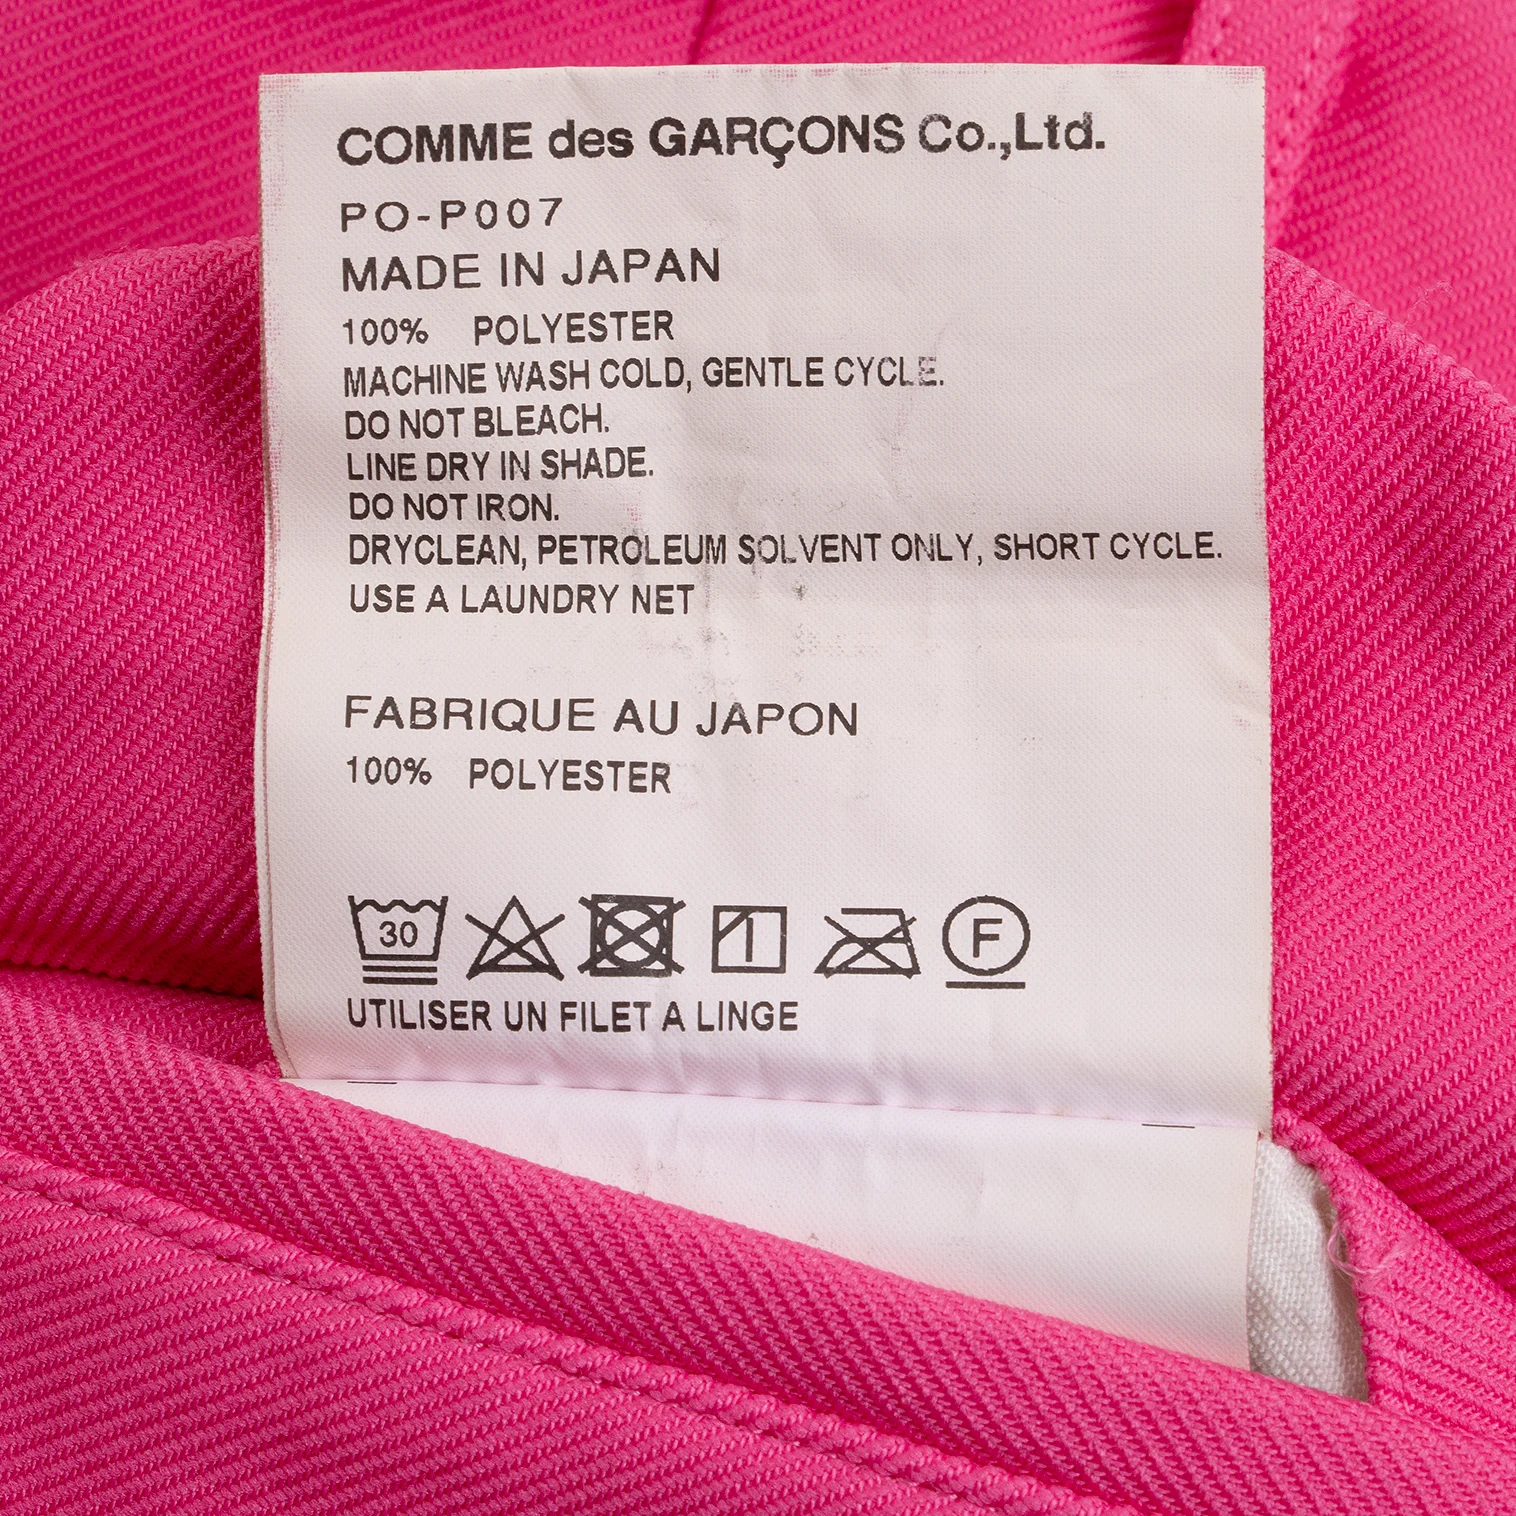 COMME des GARÇONS Co.,Ltd.
PO-P007
MADE IN JAPAN
100% POLYESTER
MACHINE WASH COLD, GENTLE CYCLE.
DO NOT BLEACH.
LINE DRY IN SHADE.
DO NOT IRON.
DRYCLEAN, PETROLEUM SOLVENT ONLY, SHORT CYCLE.
USE A LAUNDRY NET
FABRIQUE AU JAPON
100% POLYESTER
30 F
UTILISER UN FILET A LINGE